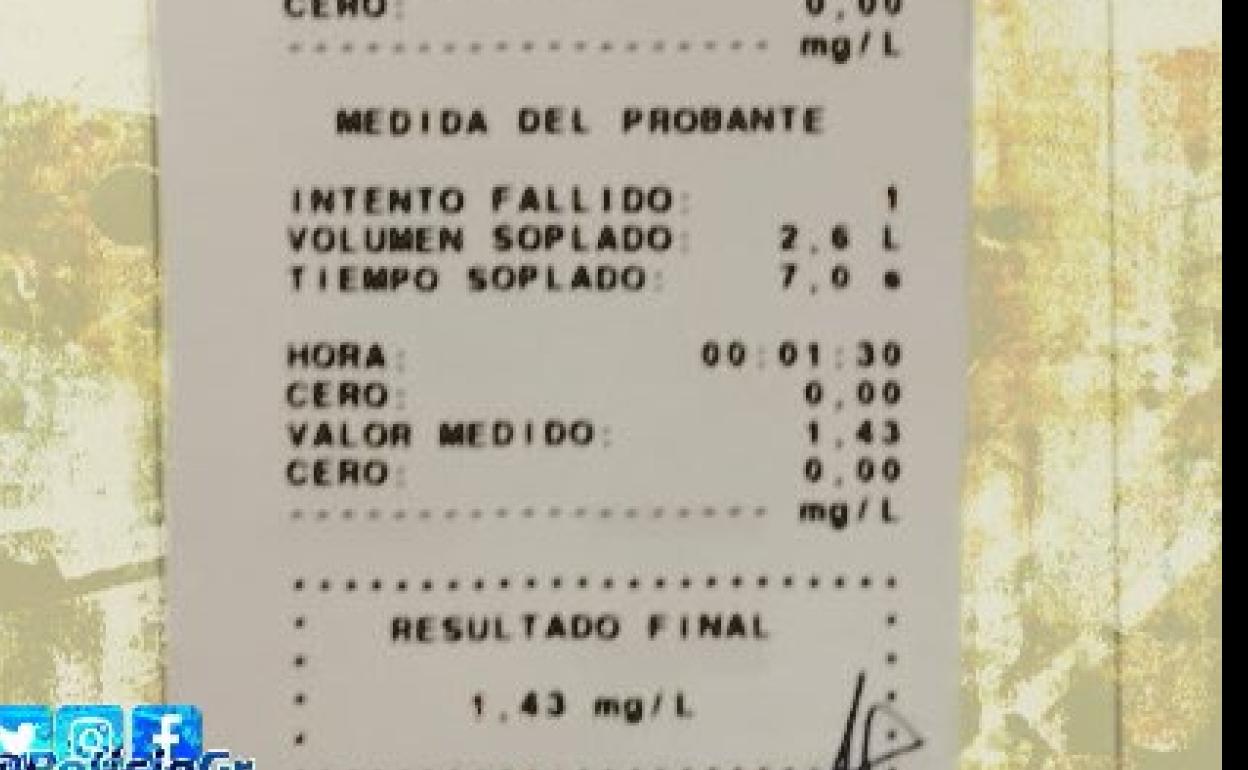 CERO: 0,00
mg/L
MEDIDA DEL PROBANTE
INTENTO FALLIDO: 1
VOLUMEN SOPLADO: 2,6 L
TIEMPO SOPLADO: 7,0 s
HORA: 00:01:30
CERO: 0,00
VALOR MEDIDO: 1,43
CERO: 0,00
mg/L
RESULTADO FINAL
1,43 mg/L
@PoliciaGr